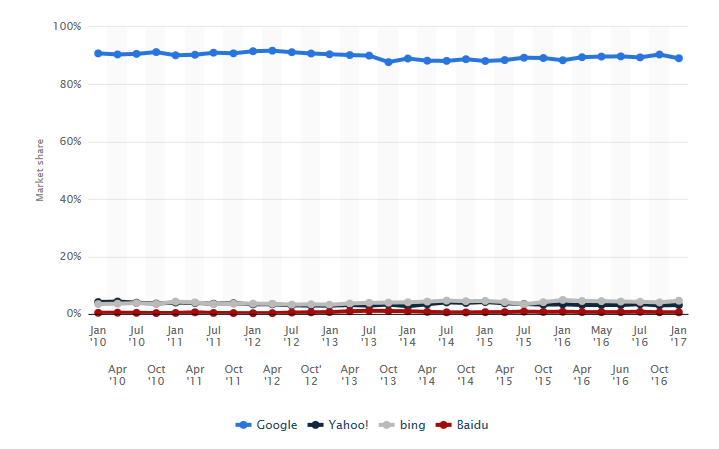 100%
80%
60%
40%
20%
0%
Market share
Jan '10
Apr '10
Jul '10
Oct '10
Jan '11
Apr '11
Jul '11
Oct '11
Jan '12
Apr '12
Jul '12
Oct' 12
Jan '13
Apr '13
Jul '13
Oct '13
Jan '14
Apr '14
Jul '14
Oct '14
Jan '15
Apr '15
Jul '15
Oct '15
Jan '16
Apr '16
May '16
Jun '16
Jul '16
Oct '16
Jan '17
Google
Yahoo!
bing
Baidu